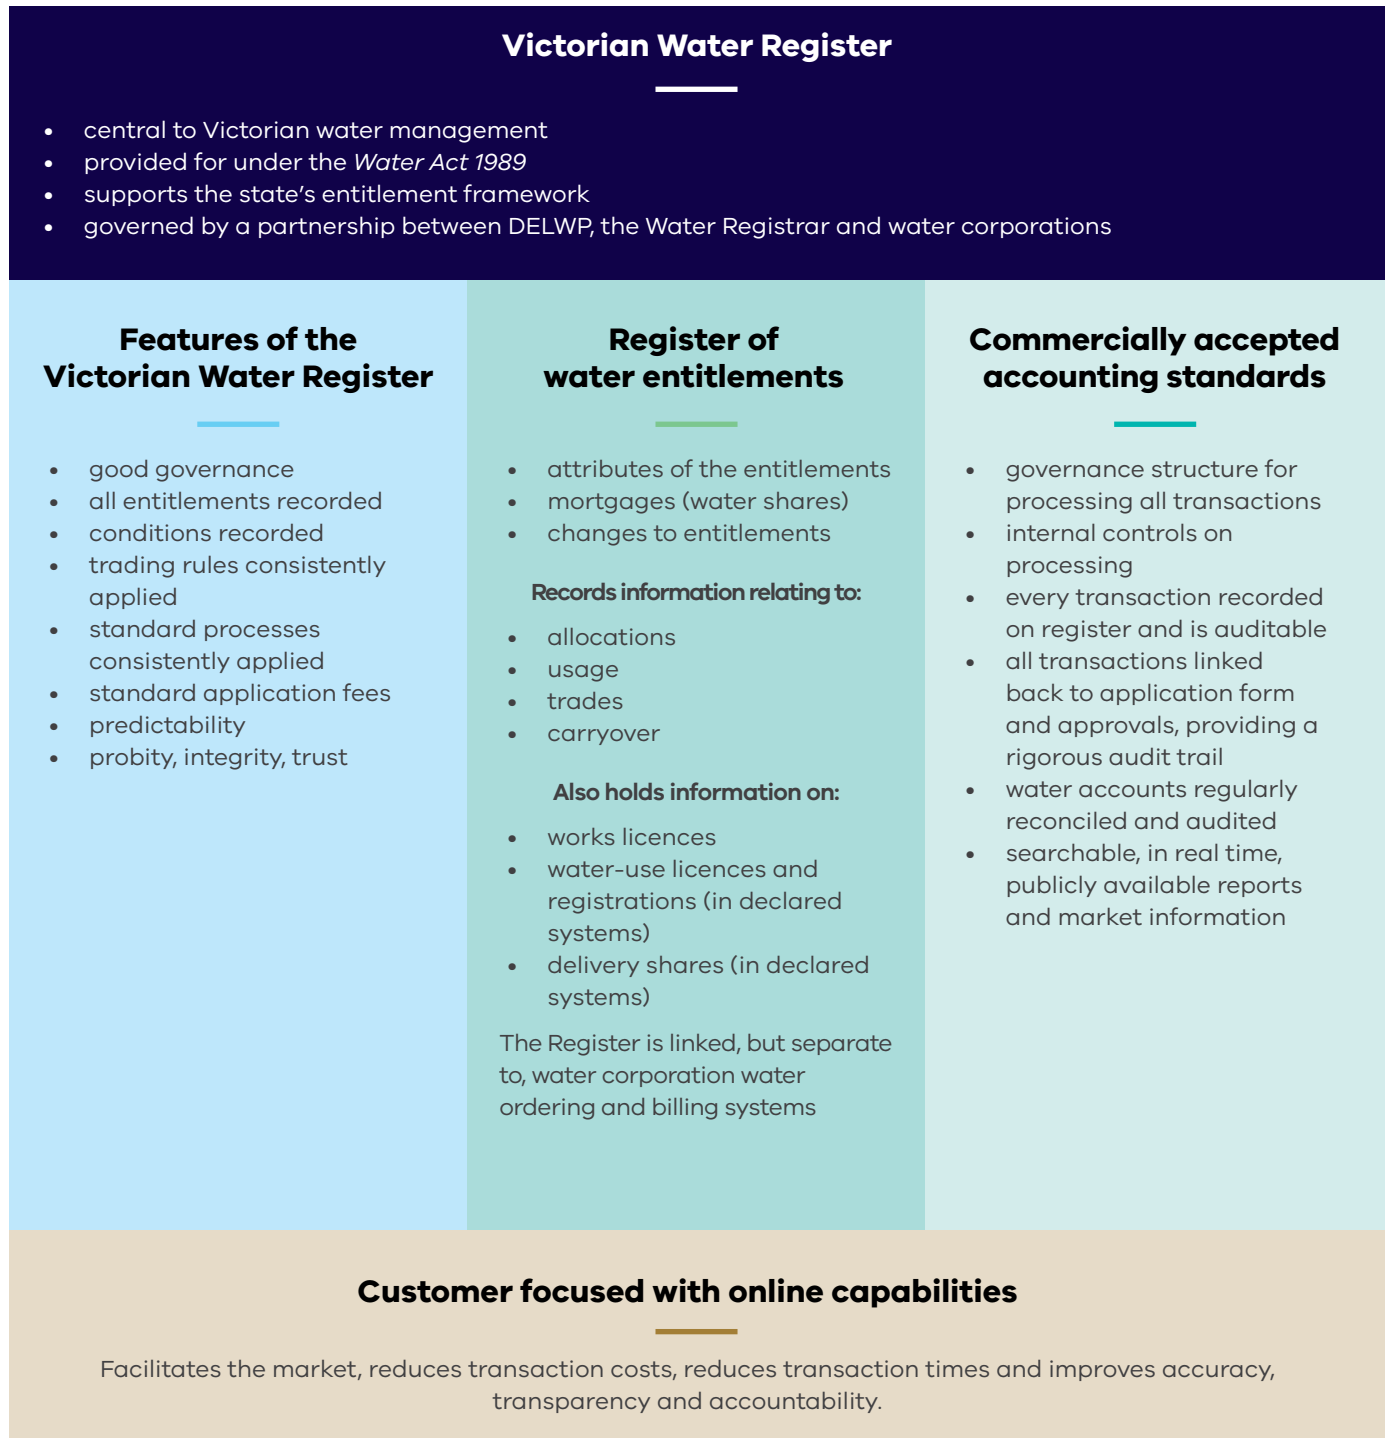 Victorian Water Register
• central to Victorian water management
• provided for under the Water Act 1989
• supports the state’s entitlement framework
• governed by a partnership between DELWP, the Water Registrar and water corporations
Features of the
Victorian Water Register
• good governance
• all entitlements recorded
• conditions recorded
• trading rules consistently
applied
• standard processes
consistently applied
• standard application fees
• predictability
• probity, integrity, trust
Register of
water entitlements
• attributes of the entitlements
• mortgages (water shares)
• changes to entitlements
Records information relating to:
• allocations
• usage
• trades
• carryover
Also holds information on:
• works licences
• water-use licences and
registrations (in declared
systems)
• delivery shares (in declared
systems)
The Register is linked, but separate
to, water corporation water
ordering and billing systems
Commercially accepted
accounting standards
• governance structure for
processing all transactions
• internal controls on
processing
• every transaction recorded
on register and is auditable
• all transactions linked
back to application form
and approvals, providing a
rigorous audit trail
• water accounts regularly
reconciled and audited
• searchable, in real time,
publicly available reports
and market information
Customer focused with online capabilities
Facilitates the market, reduces transaction costs, reduces transaction times and improves accuracy,
transparency and accountability.